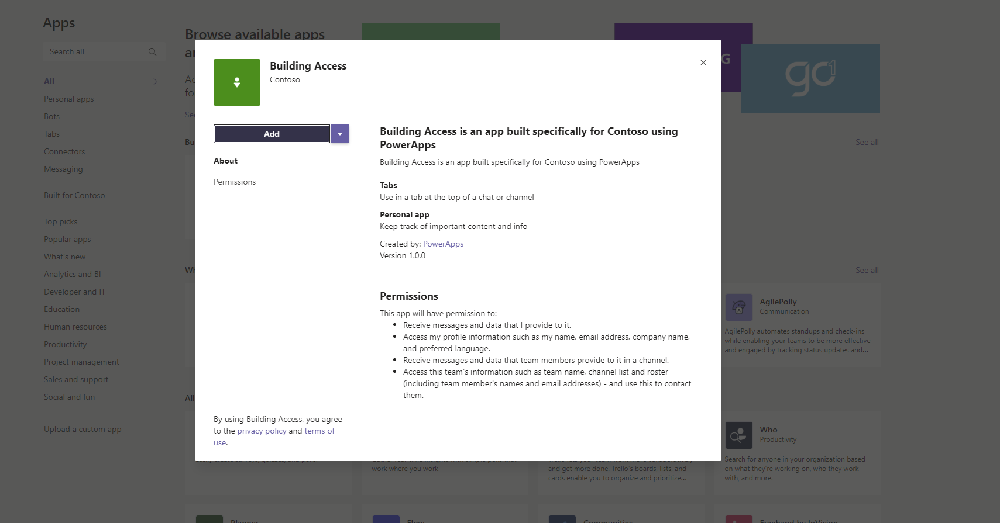 Apps
Search all
All
Personal apps
Bots
Tabs
Connectors
Messaging
Built for Contoso
Top picks
Popular apps
What's new
Analytics and BI
Developer and IT
Education
Human resources
Productivity
Project management
Sales and support
Social and fun
Upload a custom app
Browse available apps
G
go1
See all
See all
Building Access
Contoso
Add
About
Permissions
By using Building Access, you agree
to the privacy policy and terms of
use.
Building Access is an app built specifically for Contoso using
PowerApps
Building Access is an app built specifically for Contoso using PowerApps
Tabs
Use in a tab at the top of a chat or channel
Personal app
Keep track of important content and info
Created by: PowerApps
Version 1.0.0
Permissions
This app will have permission to:
• Receive messages and data that I provide to it.
• Access my profile information such as my name, email address, company name,
and preferred language.
• Receive messages and data that team members provide to it in a channel.
• Access this team's information such as team name, channel list and roster
(including team member's names and email addresses) - and use this to contact
them.
AgilePolly
Communication
AgilePolly automates standups and check-ins
while enabling your teams to be more effective
and engaged by tracking status updates and...
work where you work
and get more done. Trello's boards, lists, and
cards enable you to organize and prioritize...
Who
Productivity
Search for anyone in your organization based
on what they're working on, who they work
with, and more.
Planner
Flow
Communities
Freehand by InVision